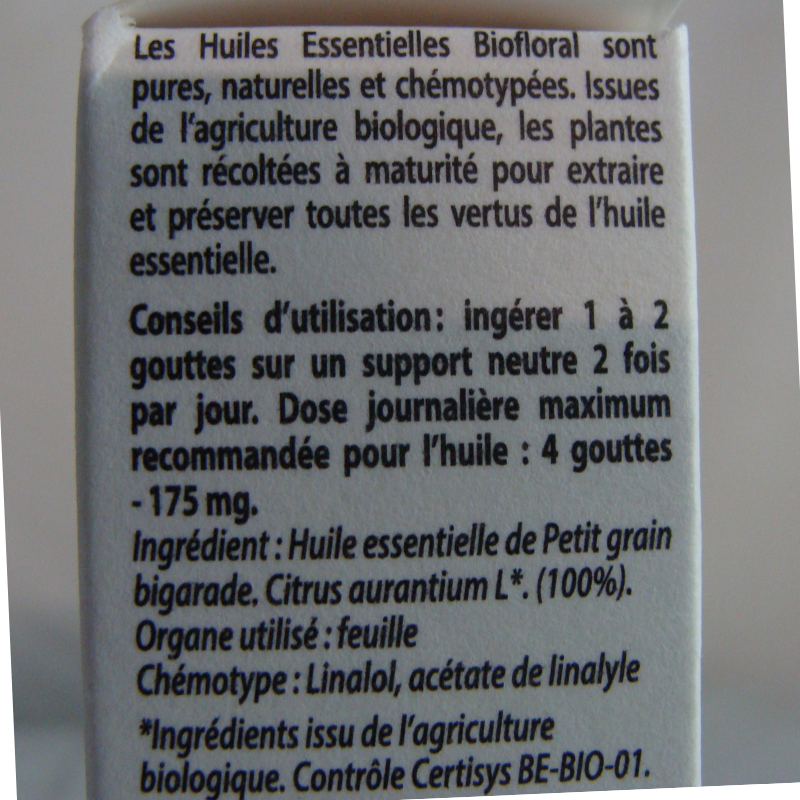 Les Huiles Essentielles Biofloral sont
pures, naturelles et chémotypées. Issues
de l'agriculture biologique, les plantes
sont récoltées à maturité pour extraire
et préserver toutes les vertus de l'huile
essentielle.
Conseils d'utilisation: ingérer 1 à 2
gouttes sur un support neutre 2 fois
par jour. Dose journalière maximum
recommandée pour l'huile : 4 gouttes
- 175 mg.
Ingrédient : Huile essentielle de Petit grain
bigarade. Citrus aurantium L*. (100%).
Organe utilisé : feuille
Chémotype : Linalol, acétate de linalyle
*Ingrédients issu de l'agriculture
biologique. Contrôle Certisys BE-BIO-01.